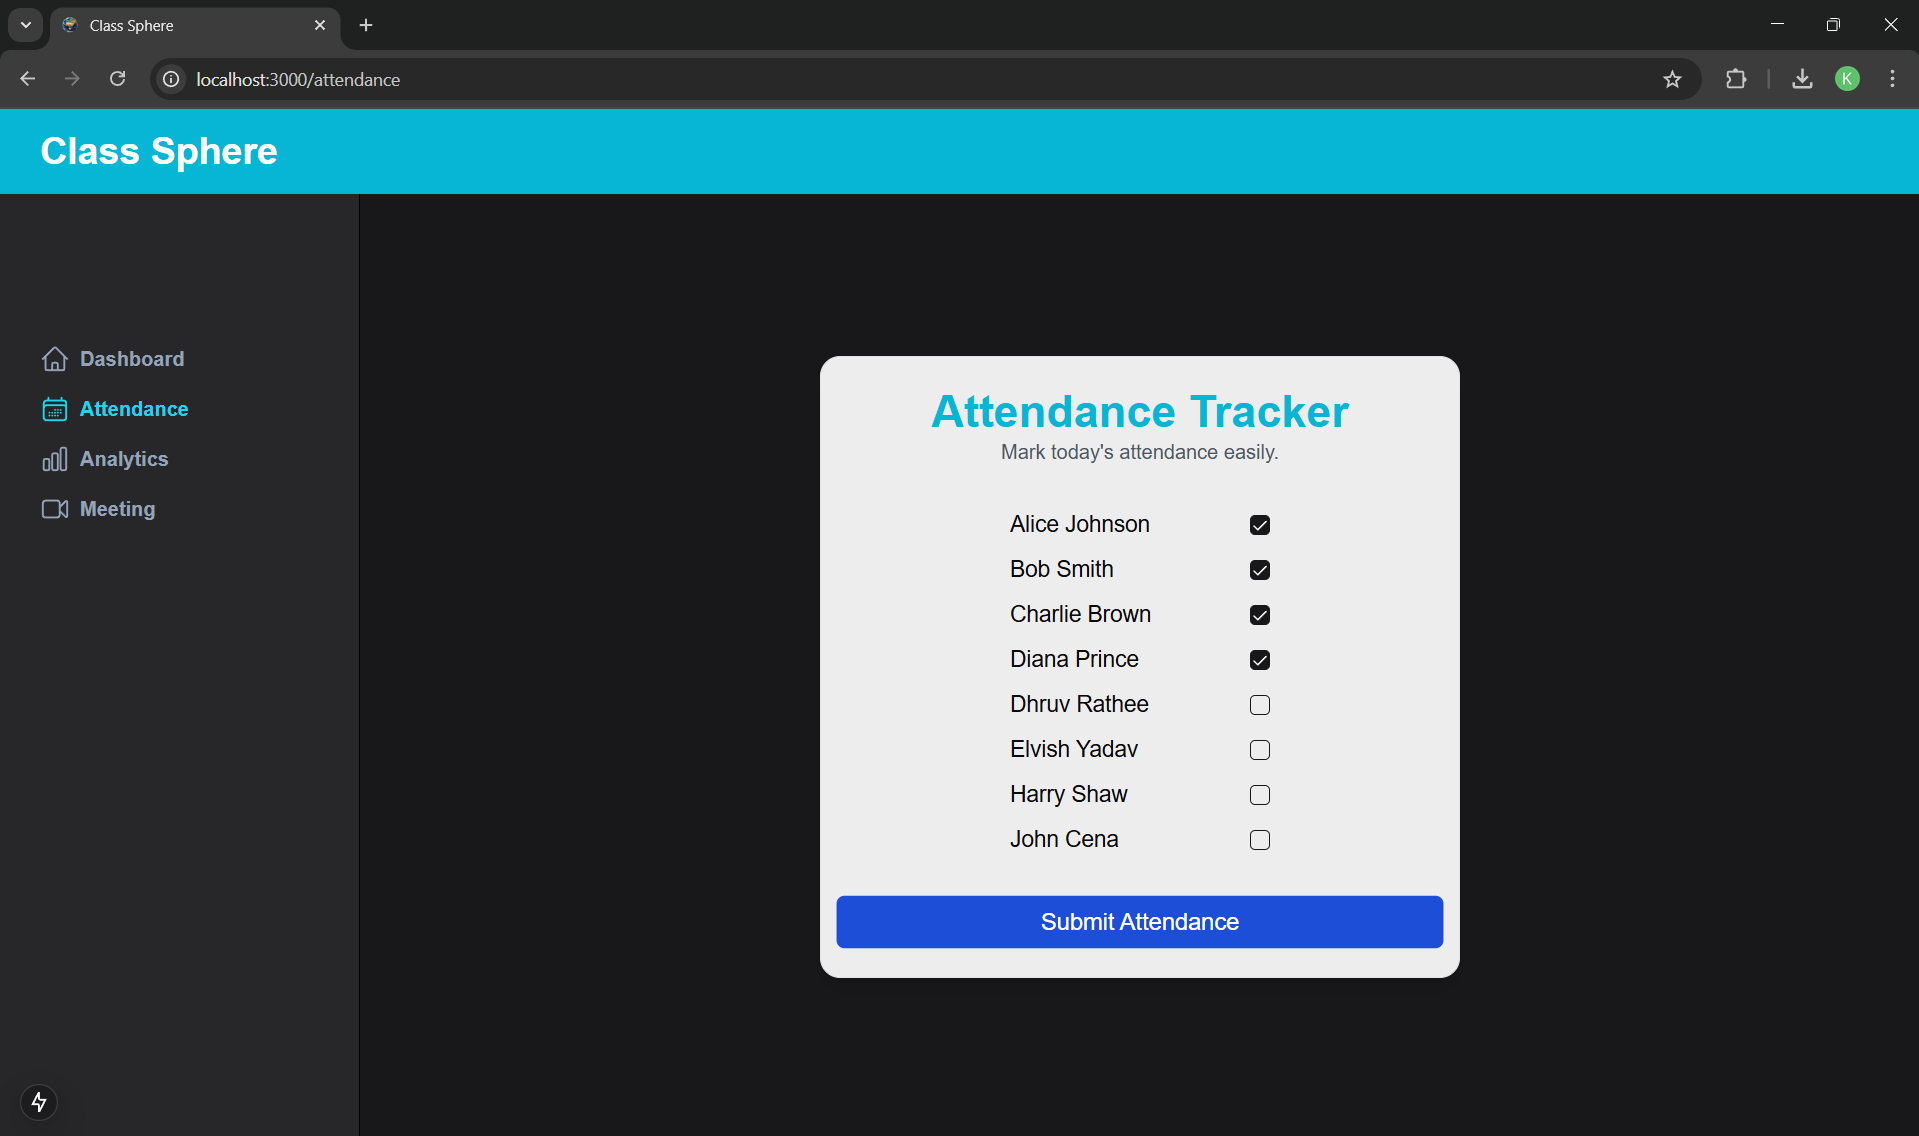 Class Sphere
localhost:3000/attendance
K
Class Sphere
Dashboard
Attendance
Analytics
Meeting
Attendance Tracker
Mark today's attendance easily.
Alice Johnson
Bob Smith
Charlie Brown
Diana Prince
Dhruv Rathee
Elvish Yadav
Harry Shaw
John Cena
Submit Attendance